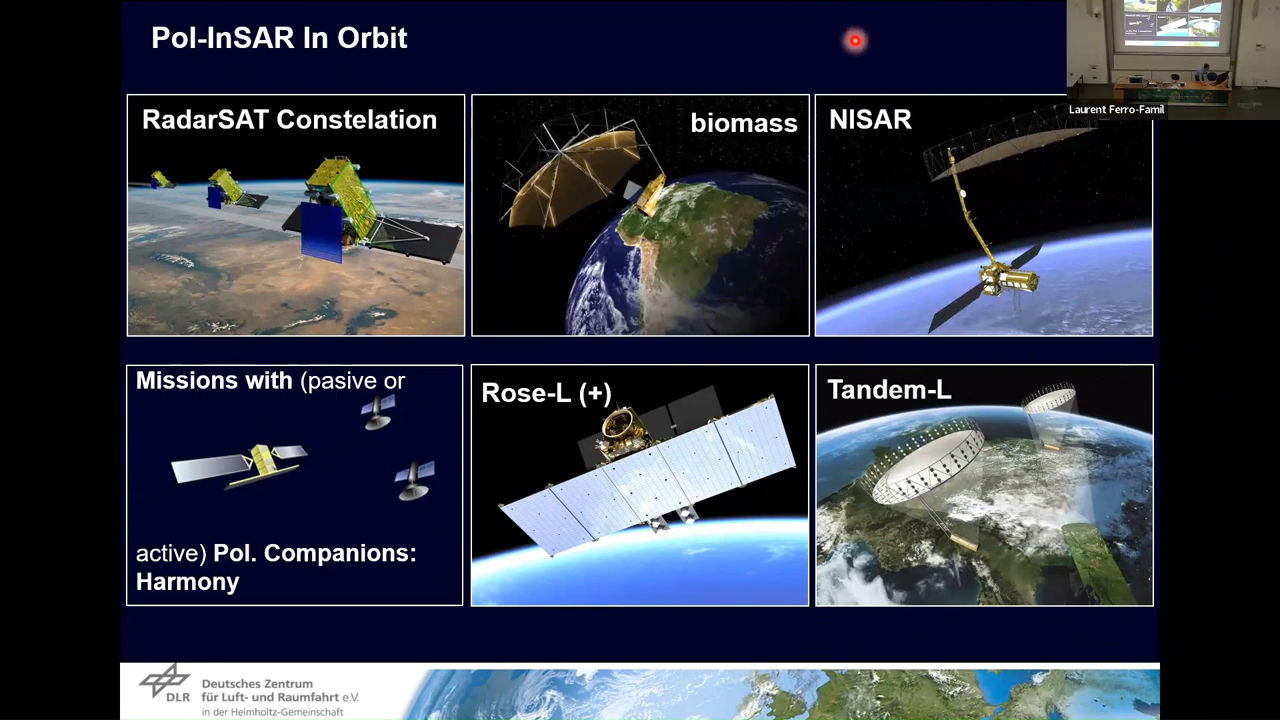 Pol-InSAR In Orbit
Laurent Ferro-Famil
RadarSAT Constelation
biomass
NISAR
Missions with (pasive or
active) Pol. Companions:
Harmony
Rose-L (+)
Tandem-L
DLR
Deutsches Zentrum
für Luft- und Raumfahrt e.V.
in der Helmholtz-Gemeinschaft